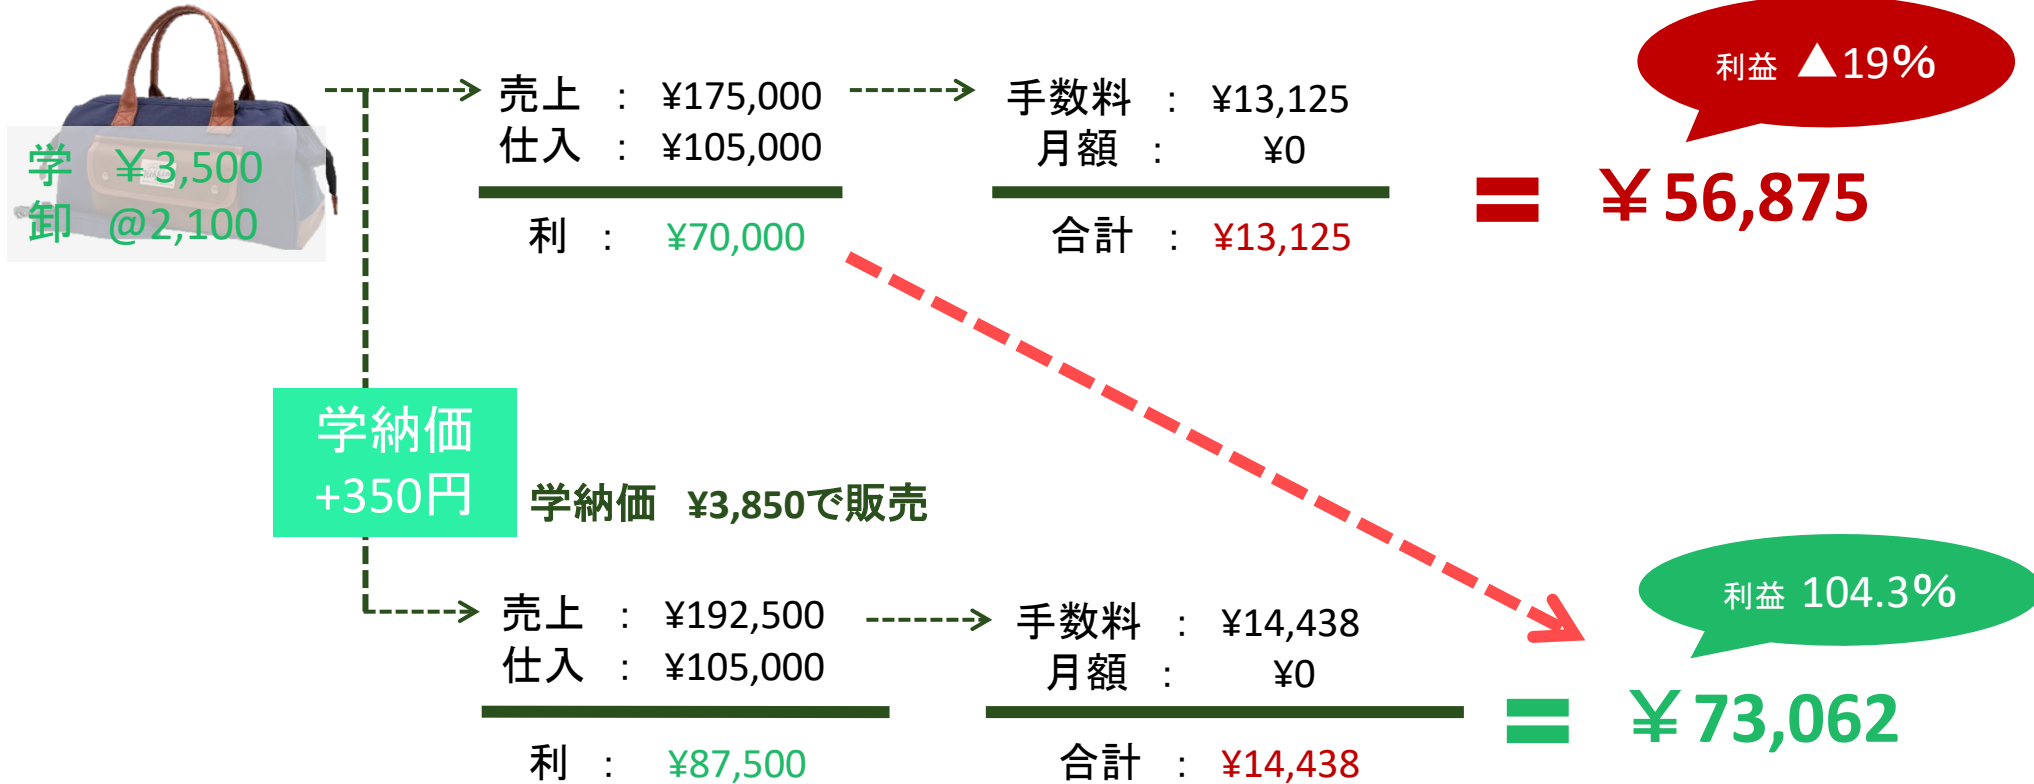 学 ￥3,500
卸 @2,100
売上 : ¥175,000
仕入 : ¥105,000
利 : ¥70,000
手数料 : ¥13,125
月額 : ¥0
合計 : ¥13,125
利益 ▲19%
= ￥56,875
学納価
+350円
学納価 ¥3,850で販売
売上 : ¥192,500
仕入 : ¥105,000
利 : ¥87,500
手数料 : ¥14,438
月額 : ¥0
合計 : ¥14,438
利益 104.3%
= ￥73,062